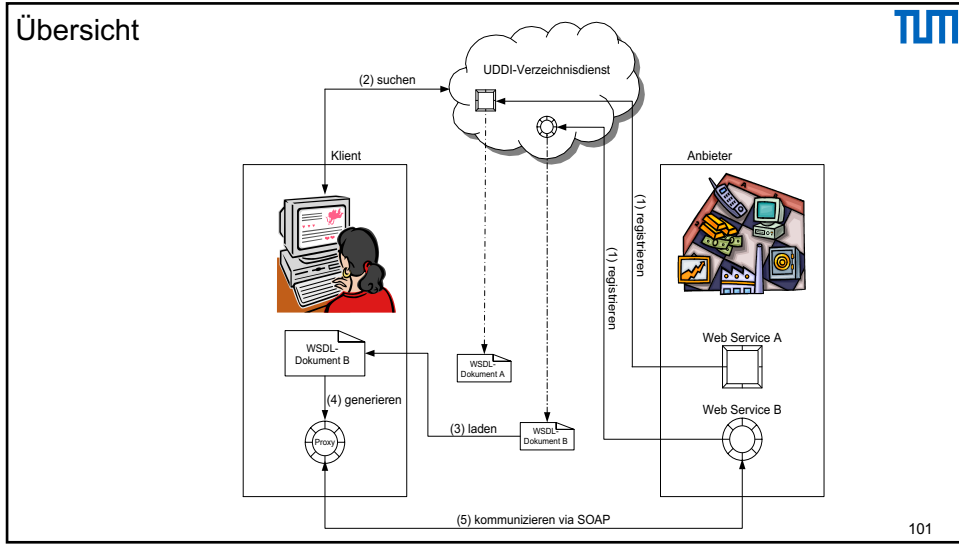 Übersicht
TUM
UDDI-Verzeichnisdienst
(2) suchen
Klient
Anbieter
(1) registrieren
(1) registrieren
WSDL-
Dokument B
WSDL-
Dokument A
Web Service A
(4) generieren
Web Service B
(3) laden
WSDL-
Dokument B
Proxy
(5) kommunizieren via SOAP
101